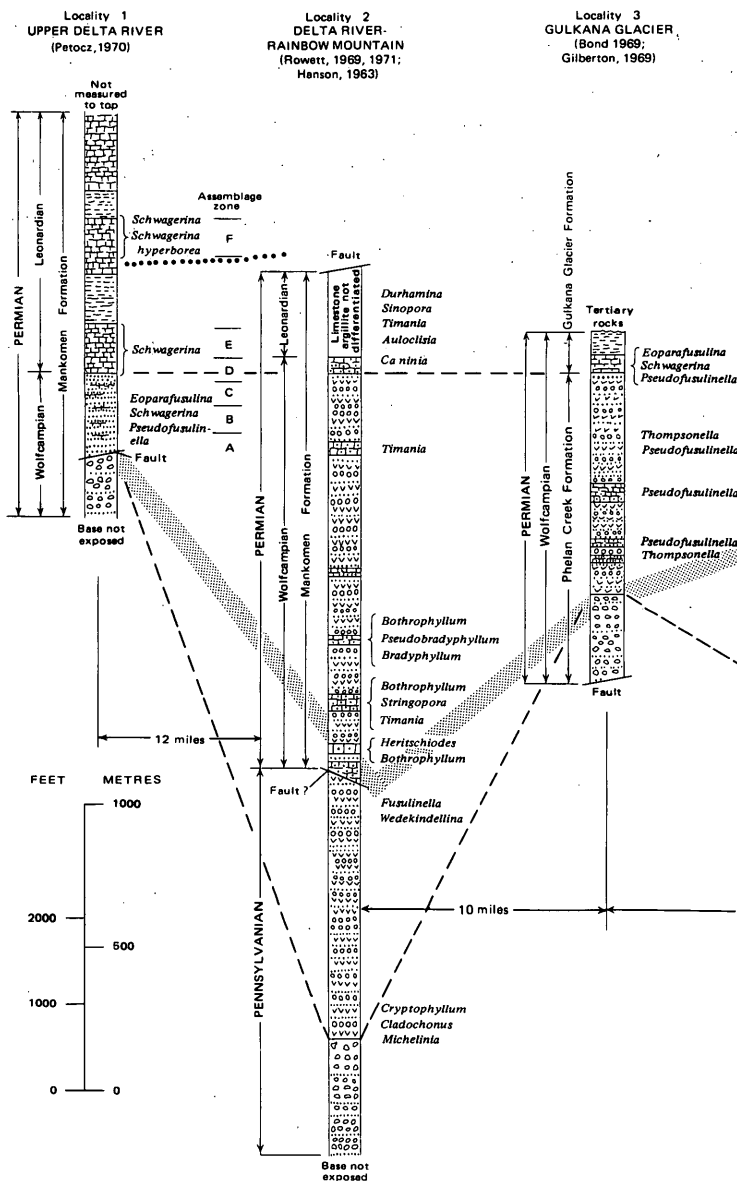 Locality 1
UPPER DELTA RIVER
(Petocz, 1970)
Not
measured
to top
PERMIAN
Leonardian
Wolfcampian
Mankomen Formation
Assemblage
zone
Schwagerina
Schwagerina
hyperborea
F
Schwagerina
E
D
Eoparafusulina
Schwagerina
Pseudofusulin-
ella
C
B
A
Fault
Base not
exposed
12 miles
FEET METRES
1000
2000
500
1000
0 0
Locality 2
DELTA RIVER-
RAINBOW MOUNTAIN
(Rowett, 1969, 1971;
Hanson, 1963)
Fault
PERMIAN
Leonardian
Wolfcampian
Mankomen Formation
Limestone
argillite not
differentiated
Durhamina
Sinopora
Timania
Auloclisia
Ca ninia
Timania
Bothrophyllum
Pseudobradyphyllum
Bradyphyllum
Bothrophyllum
Stringopora
Timania
Heritschiodes
Bothrophyllum
Fault ?
Fusulinella
Wedekindellina
PENNSYLVANIAN
Cryptophyllum
Cladochonus
Michelinia
Base not
exposed
10 miles
Locality 3
GULKANA GLACIER
(Bond 1969;
Gilberton, 1969)
Gulkana Glacier Formation
Tertiary
rocks
PERMIAN
Wolfcampian
Phelan Creek Formation
Eoparafusulina
Schwagerina
Pseudofusulinella
Thompsonella
Pseudofusulinella
Pseudofusulinella
Pseudofusulinella
Thompsonella
Fault